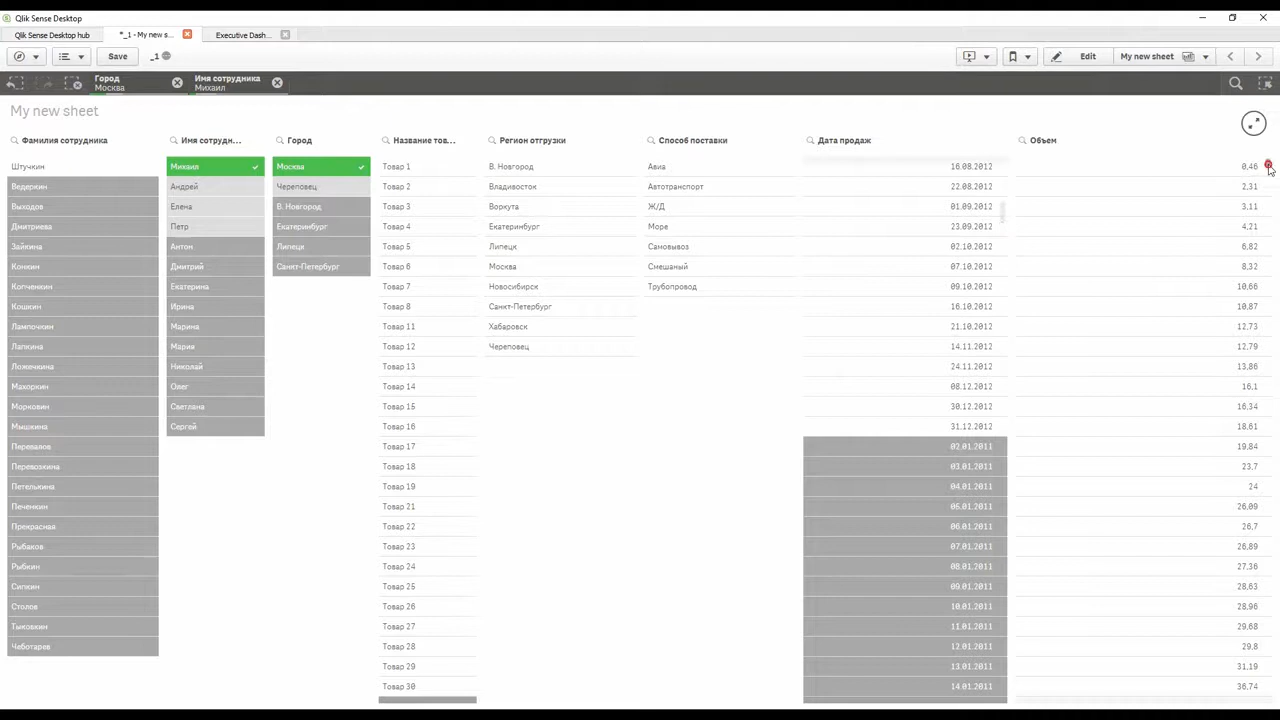 Qlik Sense Desktop
Qlik Sense Desktop hub
*_1 - My new s...
Executive Dash...
Save
_1
Edit
My new sheet
Город
Москва
Имя сотрудника
Михаил
My new sheet
Фамилия сотрудника
Штучкин
Ведеркин
Выходов
Дмитриева
Зайкина
Конкин
Копченкин
Кошкин
Лампочкин
Лапкина
Ложечкина
Махоркин
Морковин
Мышкина
Перевалов
Перевозкина
Петелькина
Печенкин
Прекрасная
Рыбаков
Рыбкин
Сипкин
Столов
Тыковкин
Чеботарев
Имя сотрудн...
Михаил
Андрей
Елена
Петр
Антон
Дмитрий
Екатерина
Ирина
Марина
Мария
Николай
Олег
Светлана
Сергей
Город
Москва
Череповец
В. Новгород
Екатеринбург
Липецк
Санкт-Петербург
Название тов...
Товар 1
Товар 2
Товар 3
Товар 4
Товар 5
Товар 6
Товар 7
Товар 8
Товар 11
Товар 12
Товар 13
Товар 14
Товар 15
Товар 16
Товар 17
Товар 18
Товар 19
Товар 21
Товар 22
Товар 23
Товар 24
Товар 25
Товар 26
Товар 27
Товар 28
Товар 29
Товар 30
Регион отгрузки
В. Новгород
Владивосток
Воркута
Екатеринбург
Липецк
Москва
Новосибирск
Санкт-Петербург
Хабаровск
Череповец
Способ поставки
Авиа
Автотранспорт
Ж/Д
Море
Самовывоз
Смешаный
Трубопровод
Дата продаж
16.08.2012
22.08.2012
01.09.2012
23.09.2012
02.10.2012
07.10.2012
09.10.2012
16.10.2012
21.10.2012
14.11.2012
24.11.2012
08.12.2012
30.12.2012
31.12.2012
02.01.2011
03.01.2011
04.01.2011
05.01.2011
06.01.2011
07.01.2011
08.01.2011
09.01.2011
10.01.2011
11.01.2011
12.01.2011
13.01.2011
14.01.2011
Объем
0,46
2,31
3,11
4,21
6,82
8,32
10,66
10,87
12,73
12,79
13,86
16,1
16,34
18,61
19,84
23,7
24
26,09
26,7
26,89
27,36
28,63
28,96
29,68
29,8
31,19
36,74